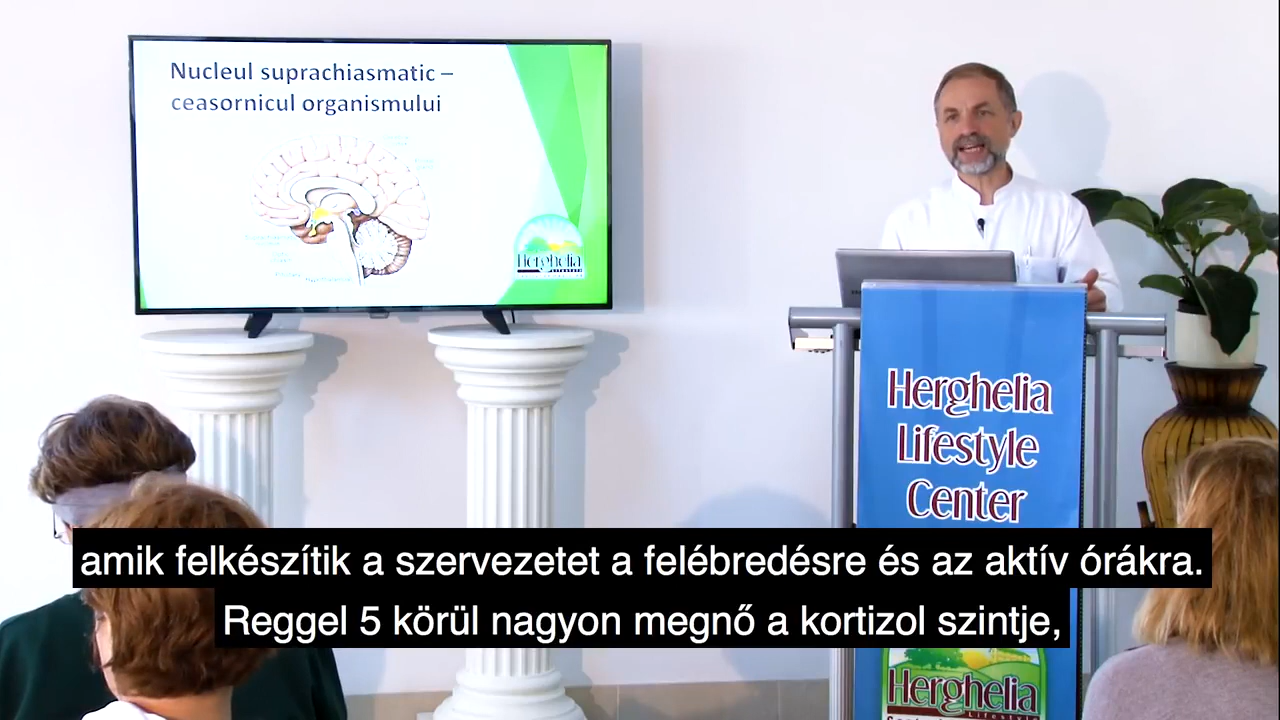 Nucleul suprachiasmatic –
ceasornicul organismului
Herghelia
Herghelia
Lifestyle
Center
amik felkészítik a szervezetet a felébredésre és az aktív órákra.
Reggel 5 körül nagyon megnő a kortizol szintje,
Herghelia
Lifestyle